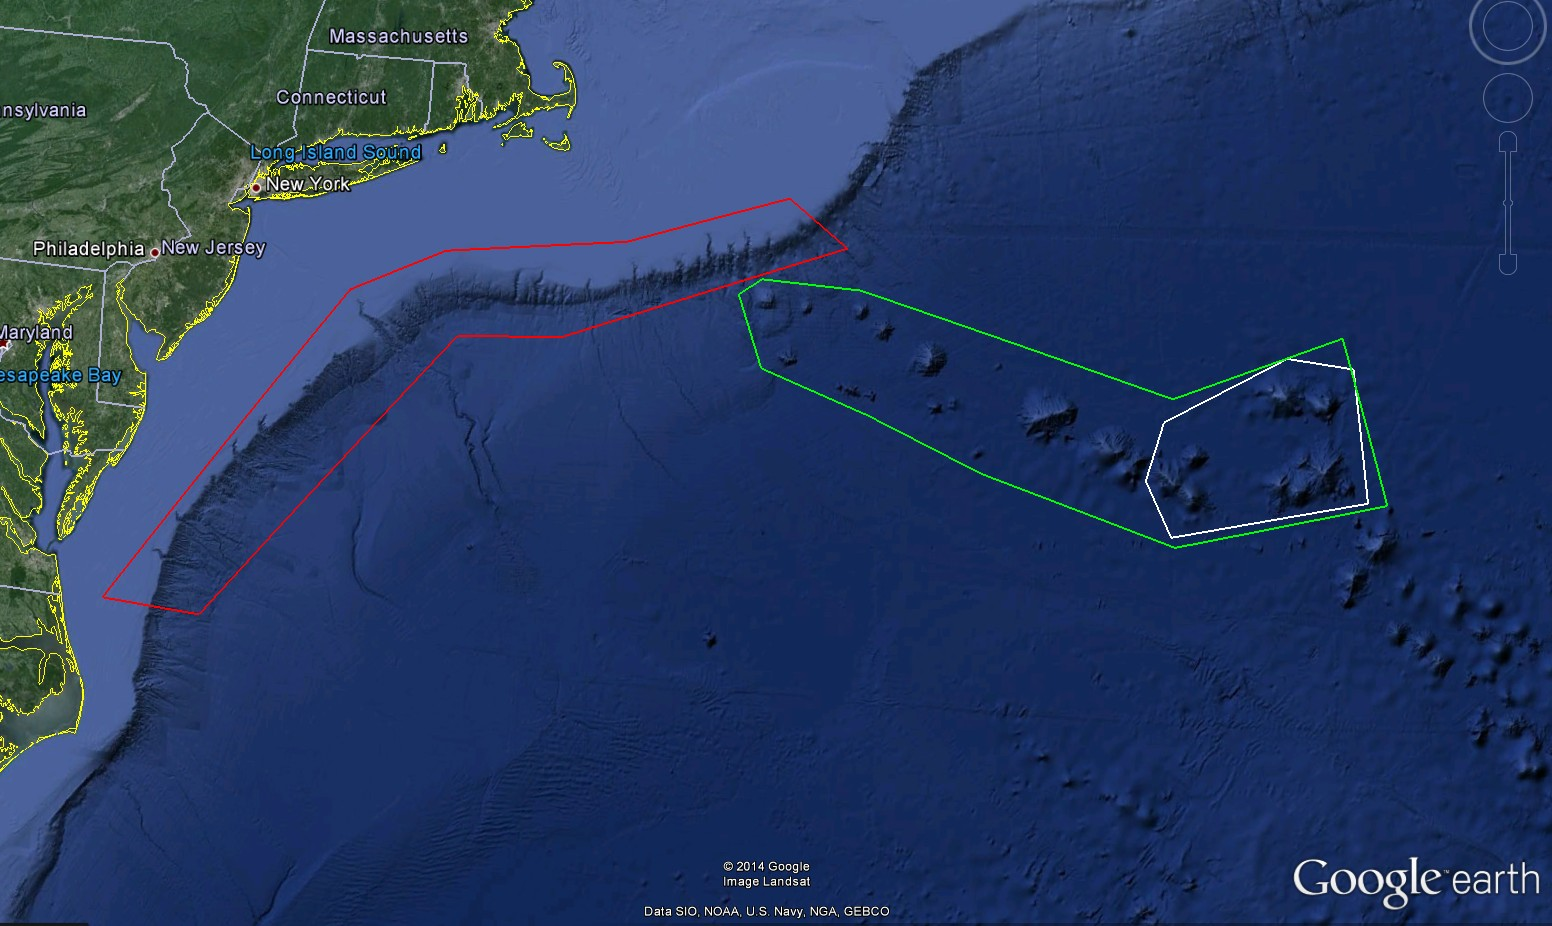 Massachusetts
Connecticut
nsylvania
Long Island Sound
New York
Philadelphia
New Jersey
Maryland
esapeake Bay
© 2014 Google
Image Landsat
Data SIO, NOAA, U.S. Navy, NGA, GEBCO
Google earth